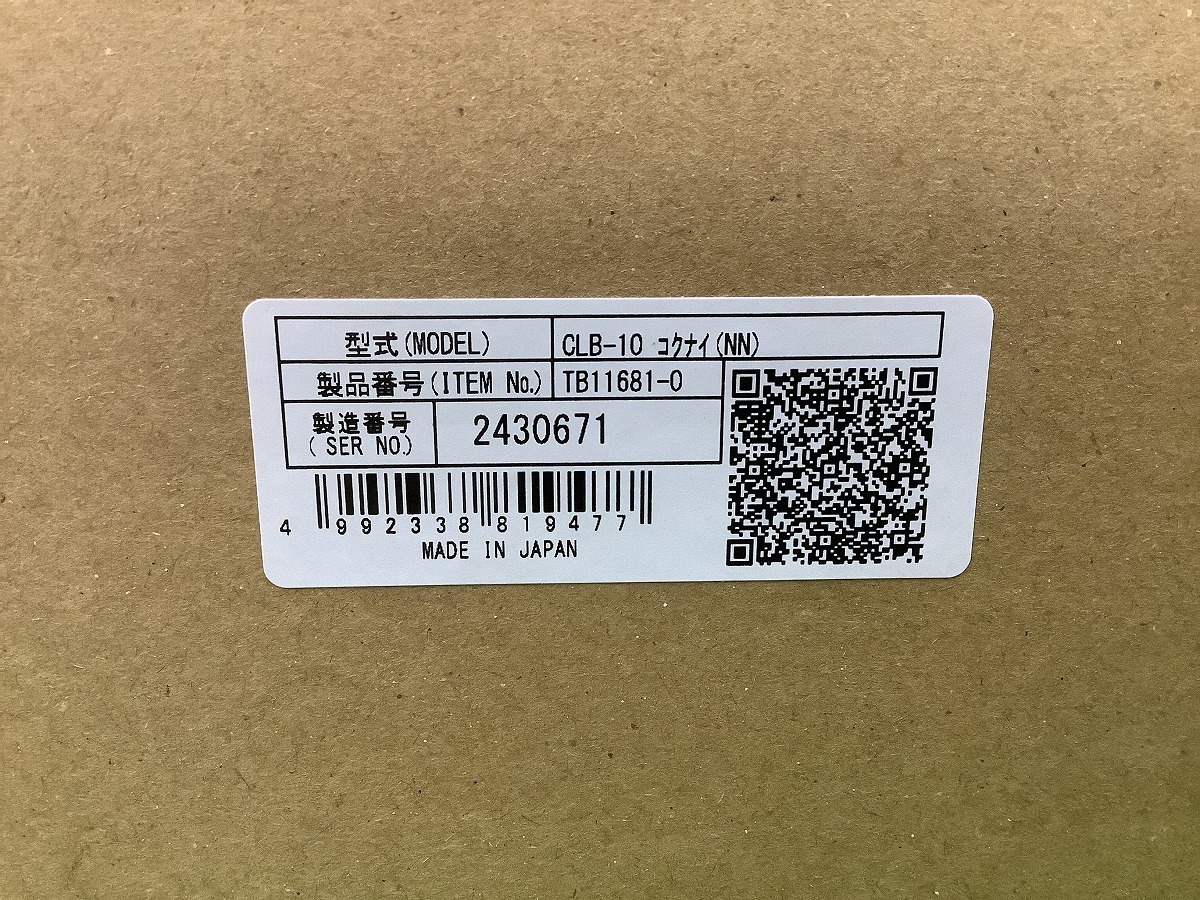 型式(MODEL) CLB-10 コクナイ(NN)
製品番号(ITEM No.) TB11681-0
製造番号
(SER NO.)
2430671
4 992338 819477
MADE IN JAPAN